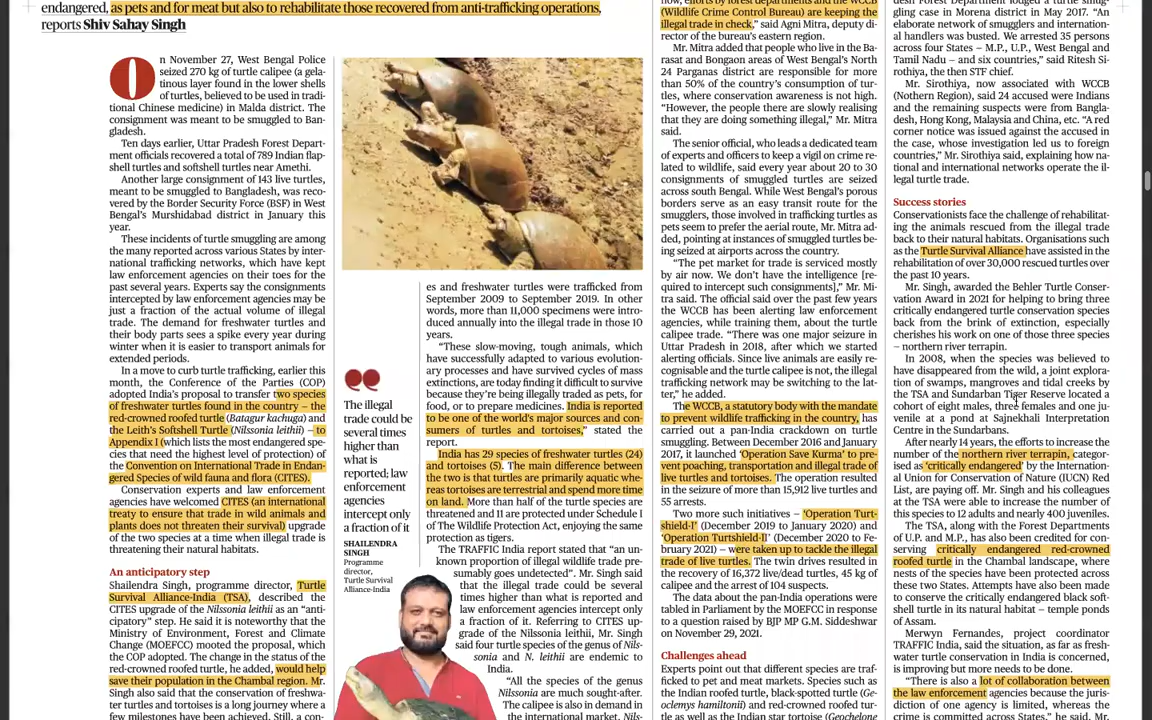 endangered, as pets and for meat but also to rehabilitate those recovered from anti-trafficking operations,
reports Shiv Sahay Singh
On November 27, West Bengal Police
seized 270 kg of turtle calipee (a gela-
tinous layer found in the lower shells
of turtles, believed to be used in tradi-
tional Chinese medicine) in Malda district. The
consignment was meant to be smuggled to Ban-
gladesh.
Ten days earlier, Uttar Pradesh Forest Depart-
ment officials recovered a total of 789 Indian flap-
shell turtles and softshell turtles near Amethi.
Another large consignment of 143 live turtles,
meant to be smuggled to Bangladesh, was reco-
vered by the Border Security Force (BSF) in West
Bengal's Murshidabad district in January this
year.
These incidents of turtle smuggling are among
the many reported across various States by inter-
national trafficking networks, which have kept
law enforcement agencies on their toes for the
past several years. Experts say the consignments
intercepted by law enforcement agencies may be
just a fraction of the actual volume of illegal
trade. The demand for freshwater turtles and
their body parts sees a spike every year during
winter when it is easier to transport animals for
extended periods.
In a move to curb turtle trafficking, earlier this
month, the Conference of the Parties (COP)
adopted India's proposal to transfer two species
of freshwater turtles found in the country – the
red-crowned roofed turtle (Batagur kachuga) and
the Leith's Softshell Turtle (Nilssonia leithii) – to
Appendix I (which lists the most endangered spe-
cies that need the highest level of protection) of
the Convention on International Trade in Endan-
gered Species of wild fauna and flora (CITES).
Conservation experts and law enforcement
agencies have welcomed CITES (an international
treaty to ensure that trade in wild animals and
plants does not threaten their survival) upgrade
of the two species at a time when illegal trade is
threatening their natural habitats.
An anticipatory step
Shailendra Singh, programme director, Turtle
Survival Alliance-India (TSA), described the
CITES upgrade of the Nilssonia leithii as an “anti-
cipatory” step. He said it is noteworthy that the
Ministry of Environment, Forest and Climate
Change (MOEFCC) mooted the proposal, which
the COP adopted. The change in the status of the
red-crowned roofed turtle, he added, would help
save their population in the Chambal region. Mr.
Singh also said that the conservation of freshwa-
ter turtles and tortoises is a long journey where a
few milestones have been achieved. Still, a con-
The illegal
trade could be
several times
higher than
what is
reported; law
enforcement
agencies
intercept only
a fraction of it
SHAILENDRA
SINGH
Programme
director,
Turtle Survival
Alliance-India
es and freshwater turtles were trafficked from
September 2009 to September 2019. In other
words, more than 11,000 specimens were intro-
duced annually into the illegal trade in those 10
years.
“These slow-moving, tough animals, which
have successfully adapted to various evolution-
ary processes and have survived cycles of mass
extinctions, are today finding it difficult to survive
because they're being illegally traded as pets, for
food, or to prepare medicines. India is reported
to be one of the world's major sources and con-
sumers of turtles and tortoises,” stated the
report.
India has 29 species of freshwater turtles (24)
and tortoises (5). The main difference between
the two is that turtles are primarily aquatic whe-
reas tortoises are terrestrial and spend more time
on land. More than half of the turtle species are
threatened and 11 are protected under Schedule I
of The Wildlife Protection Act, enjoying the same
protection as tigers.
The TRAFFIC India report stated that “an un-
known proportion of illegal wildlife trade pre-
sumably goes undetected”. Mr. Singh said
that the illegal trade could be several
times higher than what is reported and
law enforcement agencies intercept only
a fraction of it. Referring to CITES up-
grade of the Nilssonia leithii, Mr. Singh
said four turtle species of the genus of Nils-
sonia and N. leithii are endemic to
India.
“All the species of the genus
Nilssonia are much sought-after.
The calipee is also in demand in
the international market. Nils-
now, efforts by forest departments and the WCCB
(Wildlife Crime Control Bureau) are keeping the
illegal trade in check,” said Agni Mitra, deputy di-
rector of the bureau's eastern region.
Mr. Mitra added that people who live in the Ba-
rasat and Bongaon areas of West Bengal's North
24 Parganas district are responsible for more
than 50% of the country's consumption of tur-
tles, where conservation awareness is not high.
“However, the people there are slowly realising
that they are doing something illegal,” Mr. Mitra
said.
The senior official, who leads a dedicated team
of experts and officers to keep a vigil on crime re-
lated to wildlife, said every year about 20 to 30
consignments of smuggled turtles are seized
across south Bengal. While West Bengal's porous
borders serve as an easy transit route for the
smugglers, those involved in trafficking turtles as
pets seem to prefer the aerial route, Mr. Mitra ad-
ded, pointing at instances of smuggled turtles be-
ing seized at airports across the country.
“The pet market for trade is serviced mostly
by air now. We don't have the intelligence [re-
quired to intercept such consignments],” Mr. Mi-
tra said. The official said over the past few years
the WCCB has been alerting law enforcement
agencies, while training them, about the turtle
calipee trade. “There was one major seizure in
Uttar Pradesh in 2018, after which we started
alerting officials. Since live animals are easily re-
cognisable and the turtle calipee is not, the illegal
trafficking network may be switching to the lat-
ter,” he added.
The WCCB, a statutory body with the mandate
to prevent wildlife trafficking in the country, has
carried out a pan-India crackdown on turtle
smuggling. Between December 2016 and January
2017, it launched ‘Operation Save Kurma’ to pre-
vent poaching, transportation and illegal trade of
live turtles and tortoises. The operation resulted
in the seizure of more than 15,912 live turtles and
55 arrests.
Two more such initiatives – ‘Operation Turt-
shield-I’ (December 2019 to January 2020) and
‘Operation Turtshield-II’ (December 2020 to Fe-
bruary 2021) – were taken up to tackle the illegal
trade of live turtles. The twin drives resulted in
the recovery of 16,372 live/dead turtles, 45 kg of
calipee and the arrest of 104 suspects.
The data about the pan-India operations were
tabled in Parliament by the MOEFCC in response
to a question raised by BJP MP G.M. Siddeshwar
on November 29, 2021.
Challenges ahead
Experts point out that different species are traf-
ficked to pet and meat markets. Species such as
the Indian roofed turtle, black-spotted turtle (Ge-
oclemys hamiltonii) and red-crowned roofed tur-
tle as well as the Indian star tortoise (Geochelone
desh Forest Department lodged a turtle smug-
gling case in Morena district in May 2017. “An
elaborate network of smugglers and internation-
al handlers was busted. We arrested 35 persons
across four States – M.P., U.P., West Bengal and
Tamil Nadu – and six countries,” said Ritesh Si-
rothiya, the then STF chief.
Mr. Sirothiya, now associated with WCCB
(Nothern Region), said 24 accused were Indians
and the remaining suspects were from Bangla-
desh, Hong Kong, Malaysia and China, etc. “A red
corner notice was issued against the accused in
the case, whose investigation led us to foreign
countries,” Mr. Sirothiya said, explaining how na-
tional and international networks operate the il-
legal turtle trade.
Success stories
Conservationists face the challenge of rehabilitat-
ing the animals rescued from the illegal trade
back to their natural habitats. Organisations such
as the Turtle Survival Alliance have assisted in the
rehabilitation of over 30,000 rescued turtles over
the past 10 years.
Mr. Singh, awarded the Behler Turtle Conser-
vation Award in 2021 for helping to bring three
critically endangered turtle conservation species
back from the brink of extinction, especially
cherishes his work on one of those three species
– northern river terrapin.
In 2008, when the species was believed to
have disappeared from the wild, a joint explora-
tion of swamps, mangroves and tidal creeks by
the TSA and Sundarban Tiger Reserve located a
cohort of eight males, three females and one ju-
venile at a pond at Sajnekhali Interpretation
Centre in the Sundarbans.
After nearly 14 years, the efforts to increase the
number of the northern river terrapin, categor-
ised as ‘critically endangered’ by the Internation-
al Union for Conservation of Nature (IUCN) Red
List, are paying off. Mr. Singh and his colleagues
at the TSA were able to increase the number of
this species to 12 adults and nearly 400 juveniles.
The TSA, along with the Forest Departments
of U.P. and M.P., has also been credited for con-
serving critically endangered red-crowned
roofed turtle in the Chambal landscape, where
nests of the species have been protected across
these two States. Attempts have also been made
to conserve the critically endangered black soft-
shell turtle in its natural habitat – temple ponds
of Assam.
Merwyn Fernandes, project coordinator
TRAFFIC India, said the situation, as far as fresh-
water turtle conservation in India is concerned,
is improving but more needs to be done.
“There is also a lot of collaboration between
the law enforcement agencies because the juris-
diction of one agency is limited, whereas the
crime is committed across States,” he said. Mr.